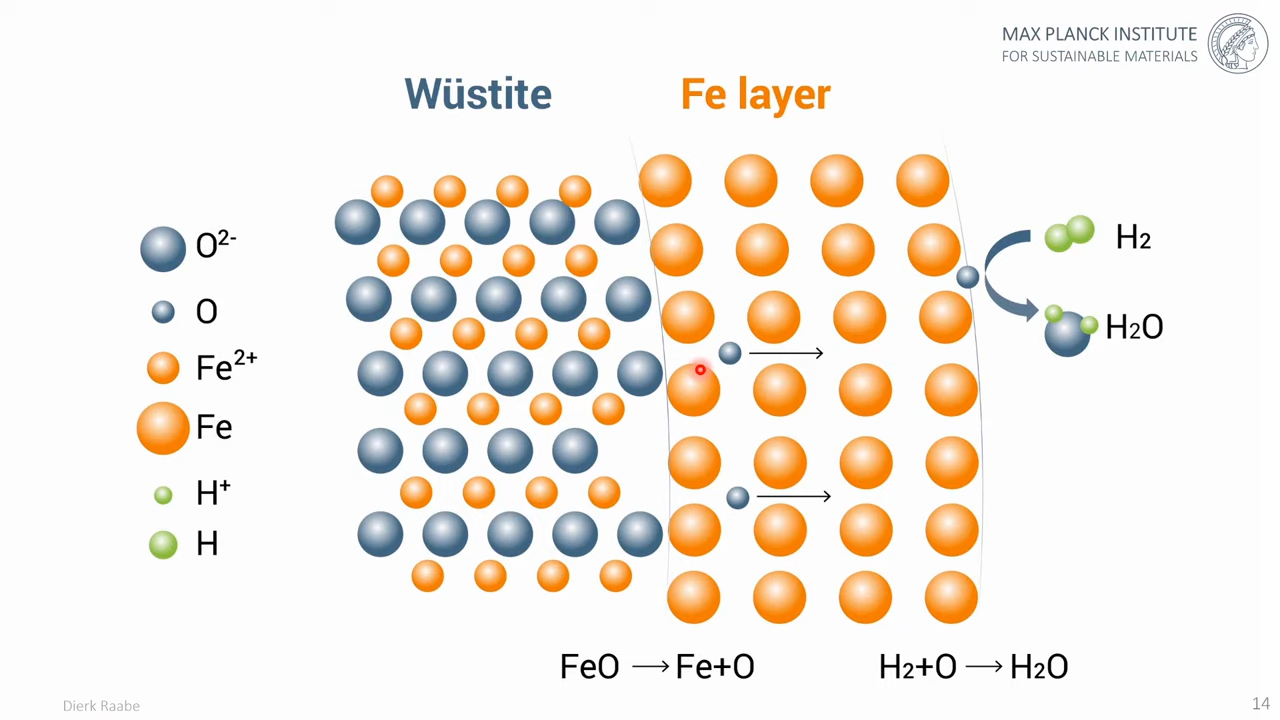 MAX PLANCK INSTITUTE
FOR SUSTAINABLE MATERIALS
Wüstite
Fe layer
O²⁻
O
Fe²⁺
Fe
H⁺
H
H₂
H₂O
FeO → Fe+O
H₂+O → H₂O
Dierk Raabe
14